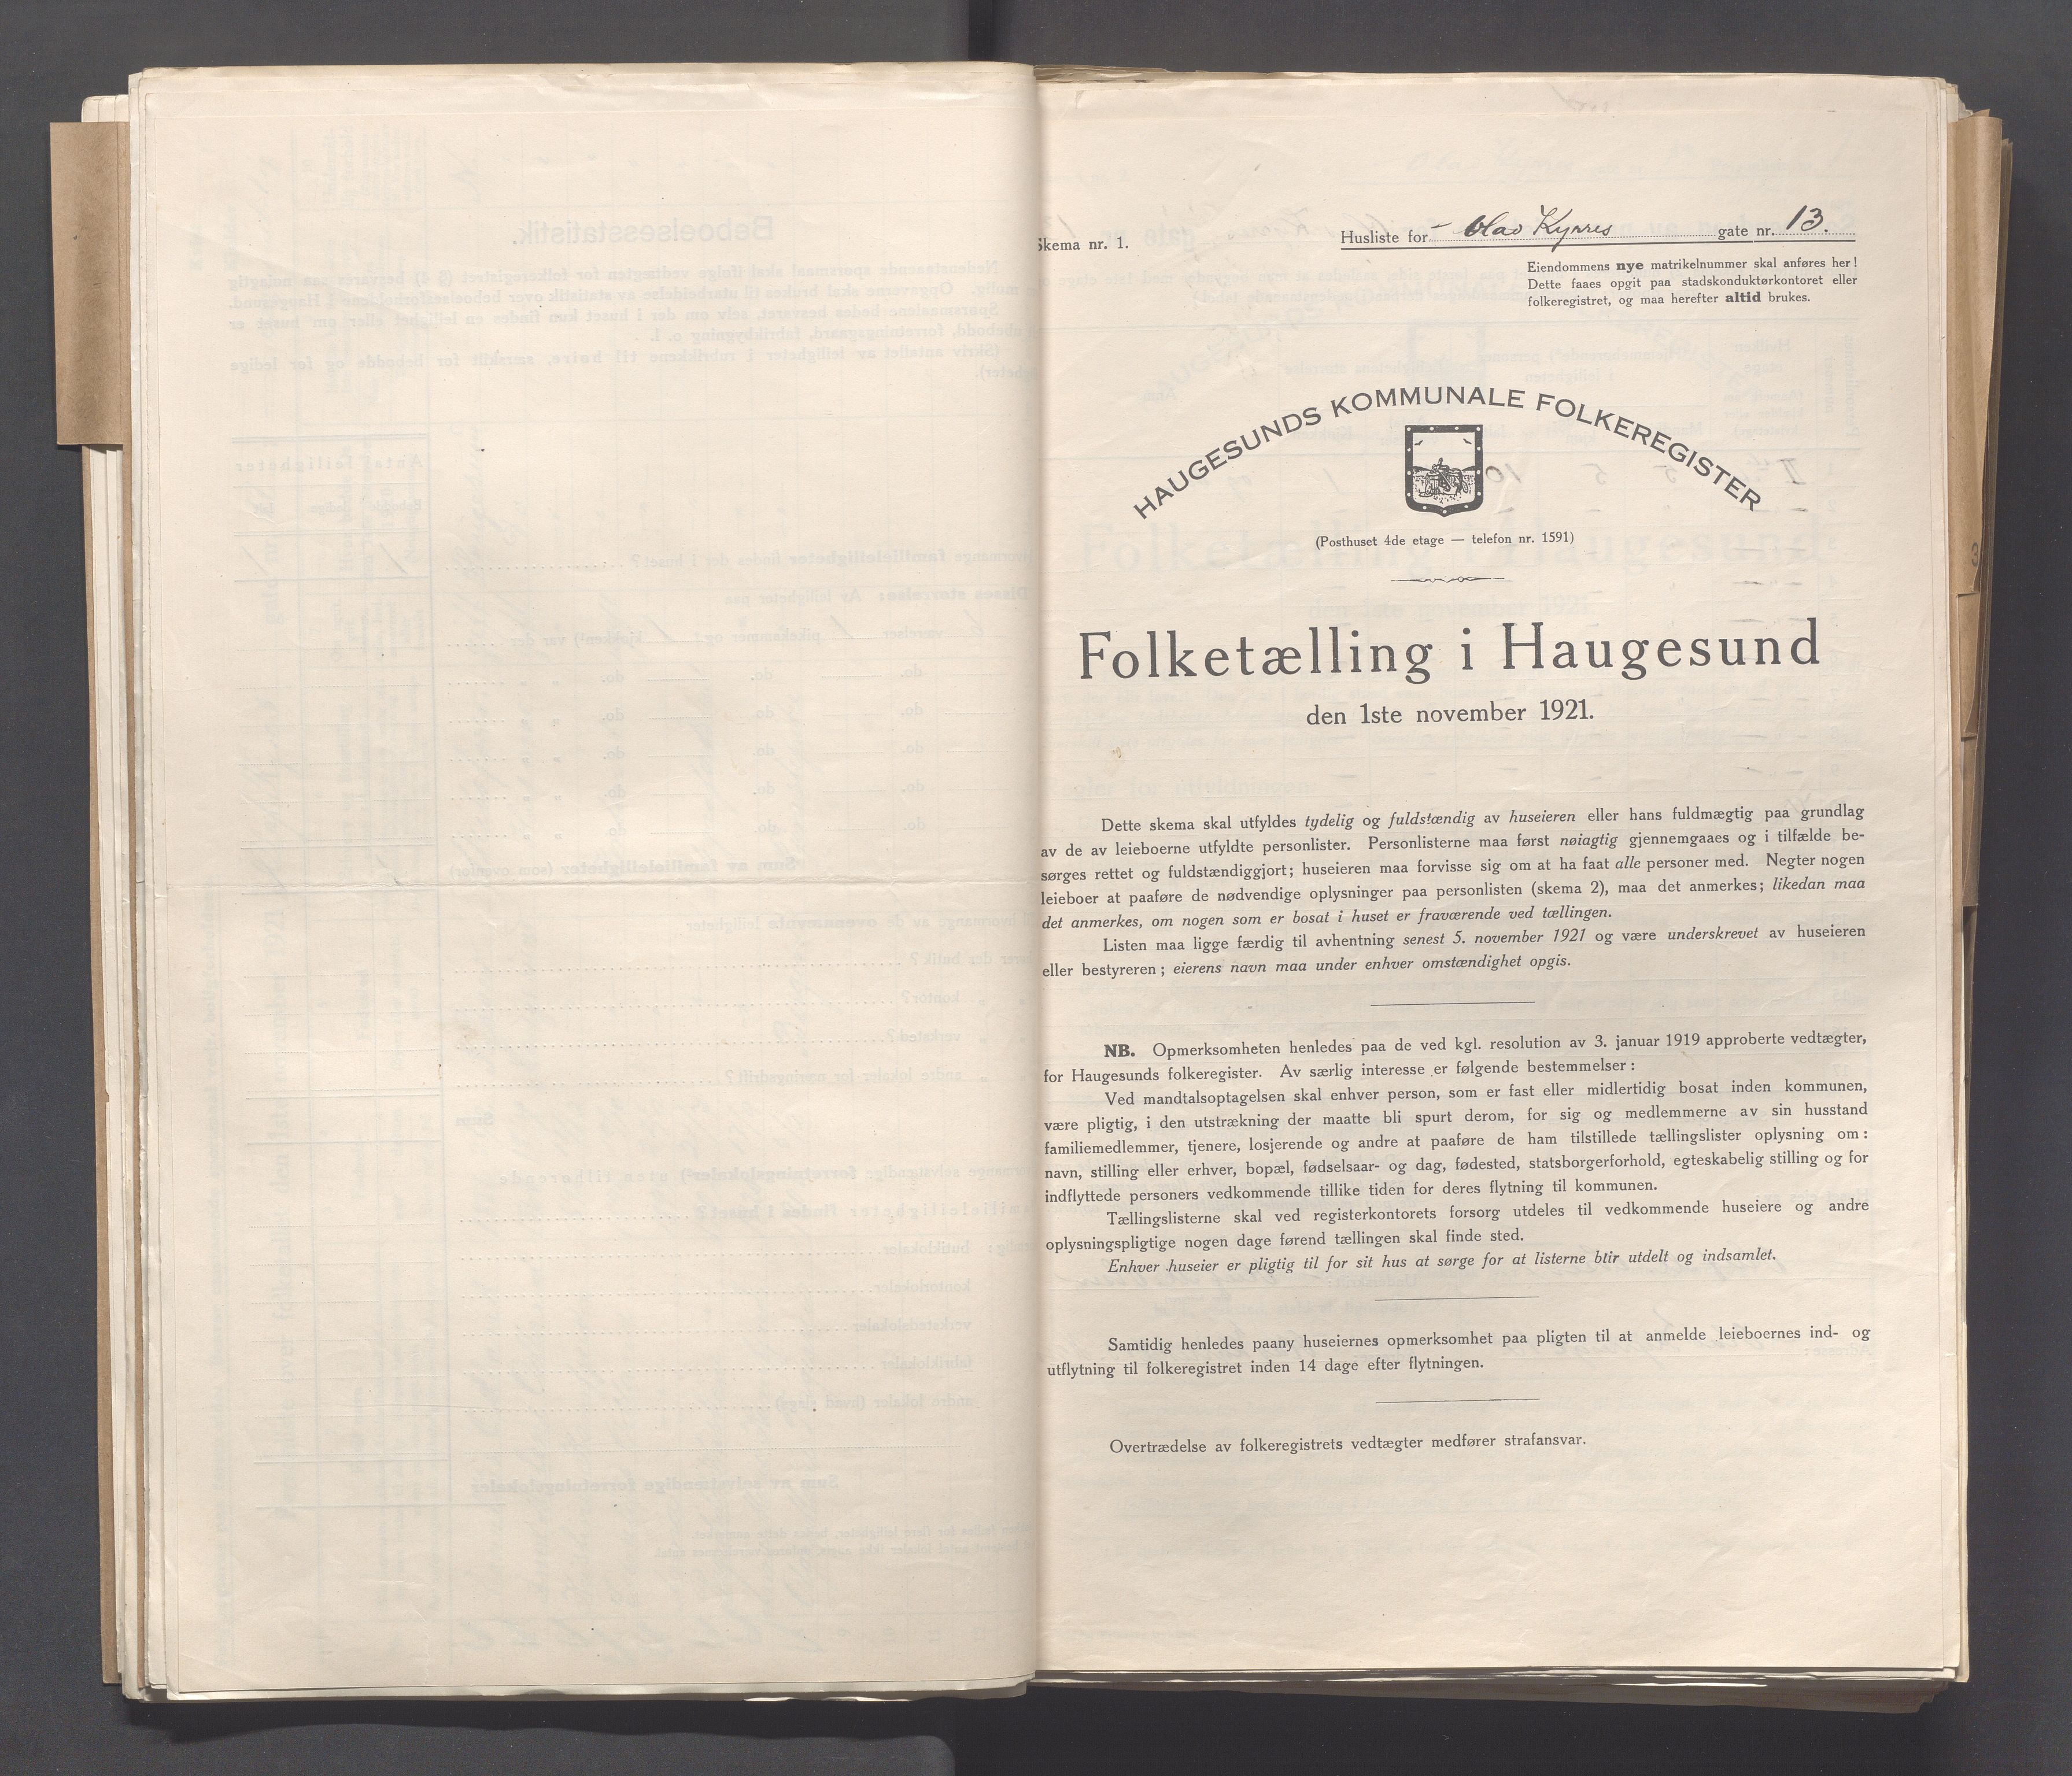 Skema nr. 1.
Husliste for Olav Kyrres gate nr. 13.
Eiendommens nye matrikelnummer skal anføres her!
Dette faaes opgit paa stadskonduktørkontoret eller
folkeregistret, og maa herefter altid brukes.
HAUGESUNDS KOMMUNALE FOLKEREGISTER
(Posthuset 4de etage — telefon nr. 1591)
Folketælling i Haugesund
den 1ste november 1921.
Dette skema skal utfyldes tydelig og fuldstændig av huseieren eller hans fuldmægtig paa grundlag
av de av leieboerne utfyldte personlister. Personlisterne maa først nøiagtig gjennemgaaes og i tilfælde be-
sørges rettet og fuldstændiggjort; huseieren maa forvisse sig om at ha faat alle personer med. Negter nogen
leieboer at paaføre de nødvendige oplysninger paa personlisten (skema 2), maa det anmerkes; likedan maa
det anmerkes, om nogen som er bosat i huset er fraværende ved tællingen.
Listen maa ligge færdig til avhentning senest 5. november 1921 og være underskrevet av huseieren
eller bestyreren; eierens navn maa under enhver omstændighet opgis.
NB. Opmerksomheten henledes paa de ved kgl. resolution av 3. januar 1919 approberte vedtægter,
for Haugesunds folkeregister. Av særlig interesse er følgende bestemmelser:
Ved mandtalsoptagelsen skal enhver person, som er fast eller midlertidig bosat inden kommunen,
være pligtig, i den utstrækning der maatte bli spurt derom, for sig og medlemmerne av sin husstand
familiemedlemmer, tjenere, losjerende og andre at paaføre de ham tilstillede tællingslister oplysning om:
navn, stilling eller erhver, bopæl, fødselsaar- og dag, fødested, statsborgerforhold, egteskabelig stilling og for
indflyttede personers vedkommende tillike tiden for deres flytning til kommunen.
Tællingslisterne skal ved registerkontorets forsorg utdeles til vedkommende huseiere og andre
oplysningspligtige nogen dage førend tællingen skal finde sted.
Enhver huseier er pligtig til for sit hus at sørge for at listerne blir utdelt og indsamlet.
Samtidig henledes paany huseiernes opmerksomhet paa pligten til at anmelde leieboernes ind- og
utflytning til folkeregistret inden 14 dage efter flytningen.
Overtrædelse av folkeregistrets vedtægter medfører strafansvar.